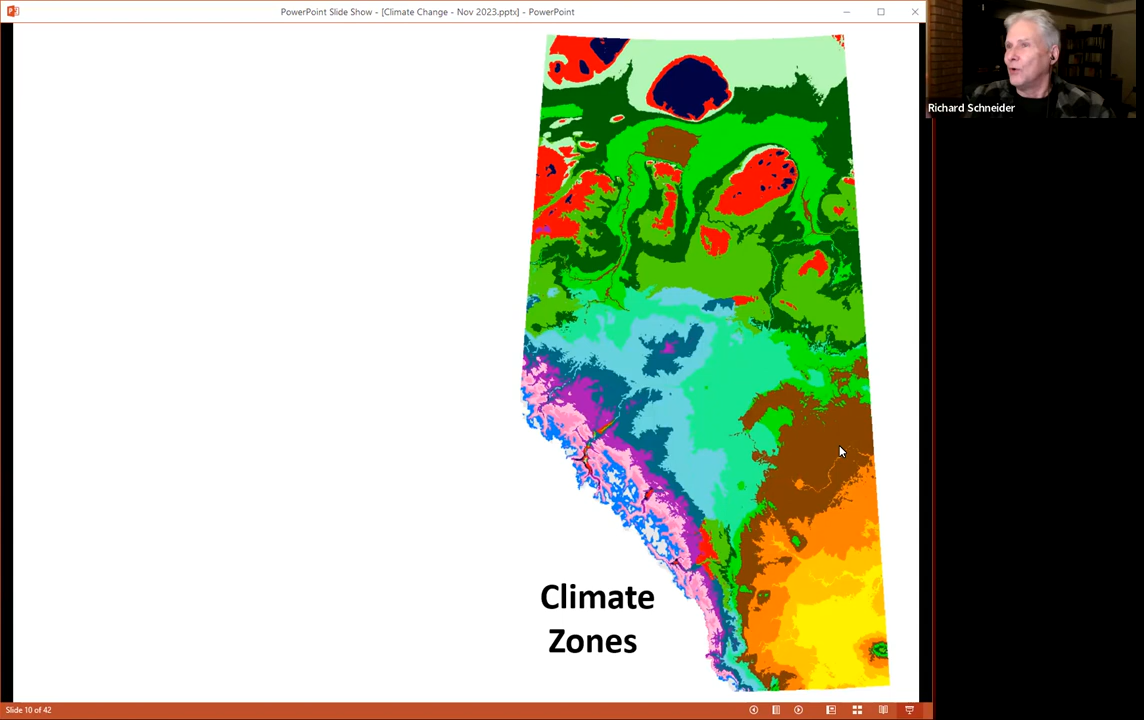 PowerPoint Slide Show - [Climate Change - Nov 2023.pptx] - PowerPoint
Richard Schneider
Climate
Zones
Slide 10 of 42